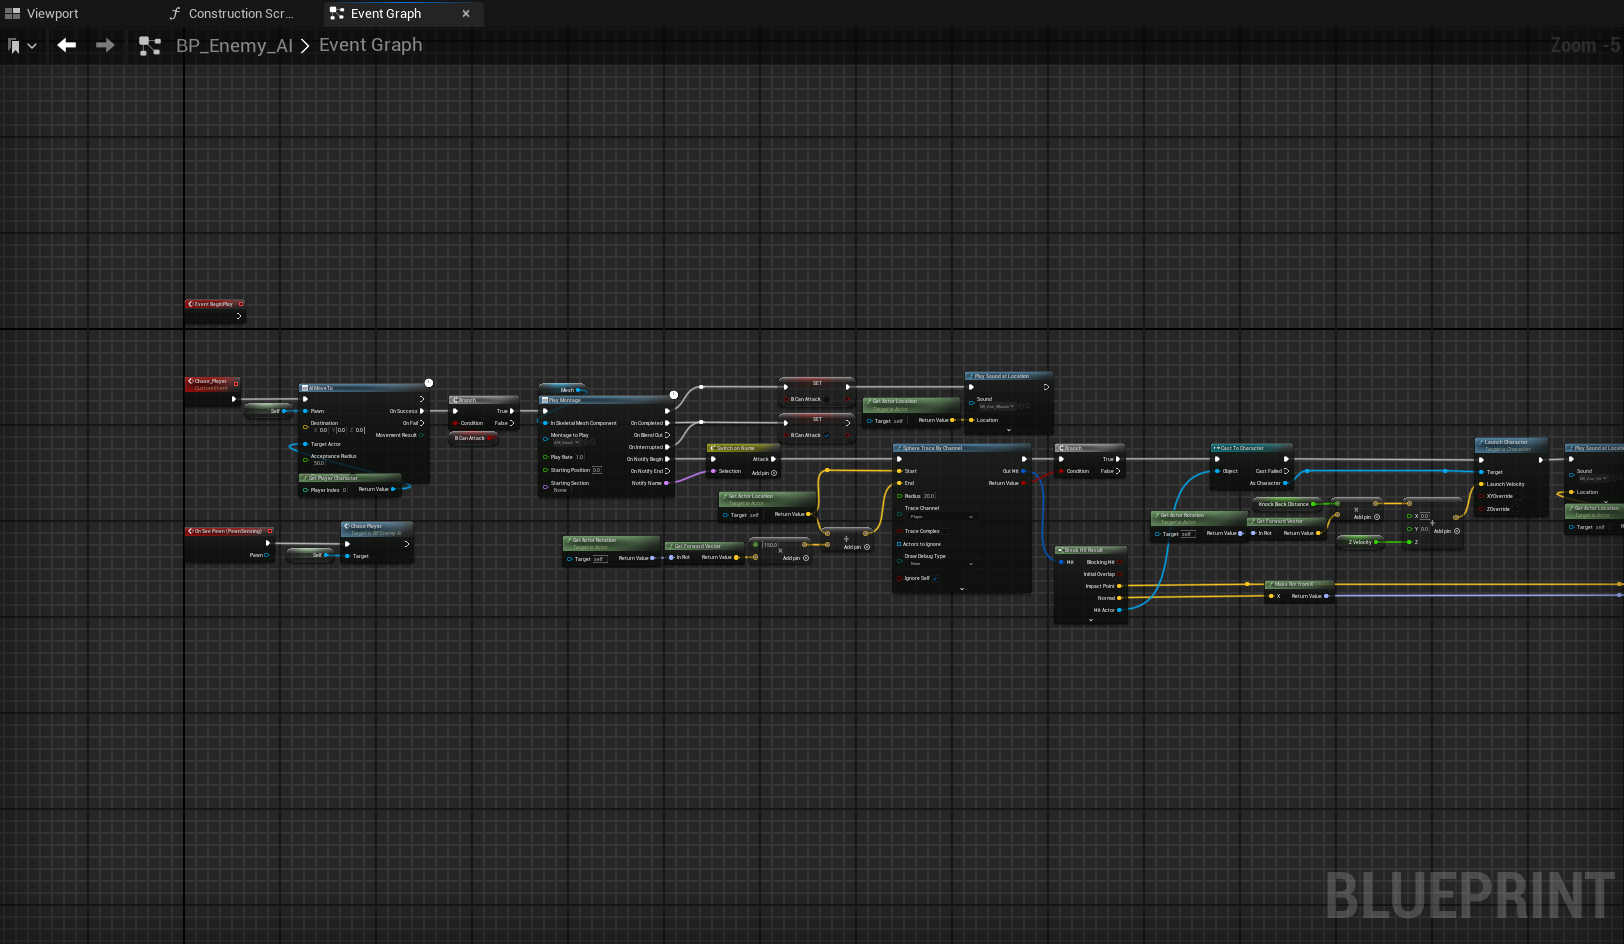 Viewport
Construction Scr...
Event Graph
BP_Enemy_AI
Event Graph
Zoom -5
Event BeginPlay
Chase_Player
Custom Event
Self
AI Move To
Pawn
On Success
Destination
On Fail
X 0.0 Y 0.0 Z 0.0
Movement Result
Target Actor
Acceptance Radius
50.0
Get Player Character
Player Index 0
Return Value
Branch
True
Condition
False
B Can Attack
Mesh
Play Montage
In Skeletal Mesh Component
On Completed
Montage to Play
On Blend Out
On Interrupted
Play Rate 1.0
On Notify Begin
Starting Position 0.0
On Notify End
Starting Section
Notify Name
None
SET
B Can Attack
SET
B Can Attack
Get Actor Location
Target is Actor
Target self
Return Value
Play Sound at Location
Sound
Location
Switch on Name
Attack
Selection
Add pin
Get Actor Location
Target is Actor
Target self
Return Value
Get Actor Rotation
Target is Actor
Target self
Return Value
Get Forward Vector
In Rot
Return Value
150.0
Add pin
Add pin
Sphere Trace By Channel
Start
Out Hit
End
Return Value
Radius 20.0
Trace Channel
Player
Trace Complex
Actors to Ignore
Draw Debug Type
None
Ignore Self
Branch
True
Condition
False
Break Hit Result
Hit
Blocking Hit
Initial Overlap
Impact Point
Normal
Hit Actor
Cast To Character
Object
Cast Failed
As Character
Get Actor Rotation
Target is Actor
Target self
Return Value
Get Forward Vector
In Rot
Return Value
Knock Back Distance
Add pin
Z Velocity
X 0.0
Y 0.0
Z
Add pin
Make Rot from X
X
Return Value
Launch Character
Target is Character
Target
Launch Velocity
XYOverride
ZOverride
Play Sound at Locat
Sound
Location
Get Actor Location
Target is Actor
Target self
On See Pawn (PawnSensing)
Pawn
Self
Chase Player
Target is BP Enemy AI
Target
BLUEPRINT